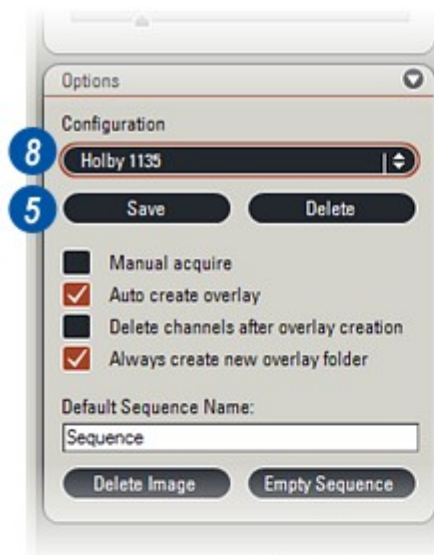 Options
Configuration
8
Holby 1135
5
Save Delete
Manual acquire
Auto create overlay
Delete channels after overlay creation
Always create new overlay folder
Default Sequence Name:
Sequence
Delete Image Empty Sequence